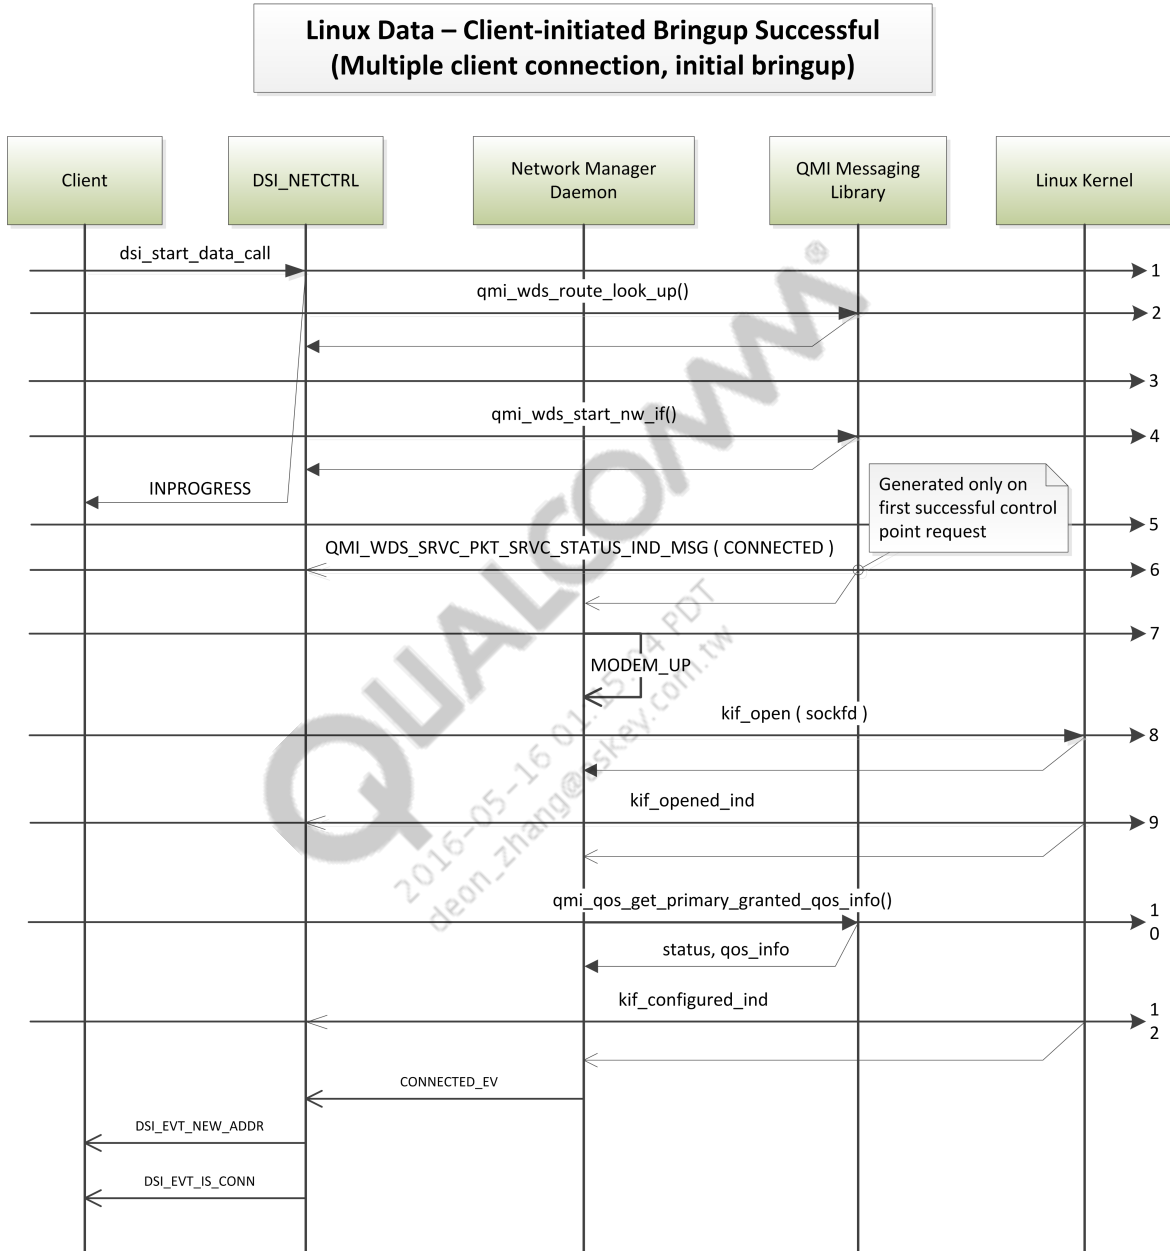 Linux Data – Client-initiated Bringup Successful
(Multiple client connection, initial bringup)
Client
DSI_NETCTRL
Network Manager
Daemon
QMI Messaging
Library
Linux Kernel
dsi_start_data_call
1
qmi_wds_route_look_up()
2
3
qmi_wds_start_nw_if()
4
INPROGRESS
Generated only on
first successful control
point request
5
QMI_WDS_SRVC_PKT_SRVC_STATUS_IND_MSG ( CONNECTED )
6
7
MODEM_UP
kif_open ( sockfd )
8
kif_opened_ind
9
qmi_qos_get_primary_granted_qos_info()
1
0
status, qos_info
kif_configured_ind
1
2
CONNECTED_EV
DSI_EVT_NEW_ADDR
DSI_EVT_IS_CONN
QUALCOMM®